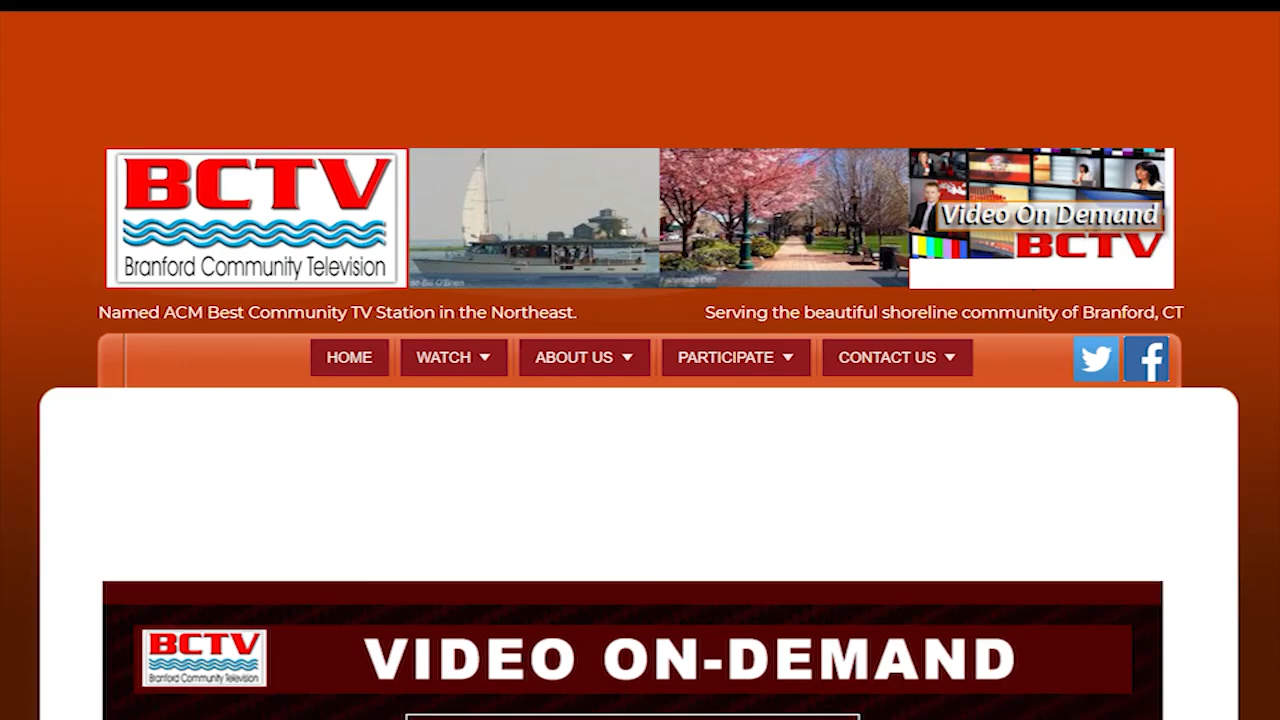 BCTV
Branford Community Television
Video On Demand
BCTV
Named ACM Best Community TV Station in the Northeast.
Serving the beautiful shoreline community of Branford, CT
HOME
WATCH
ABOUT US
PARTICIPATE
CONTACT US
BCTV
Branford Community Television
VIDEO ON-DEMAND